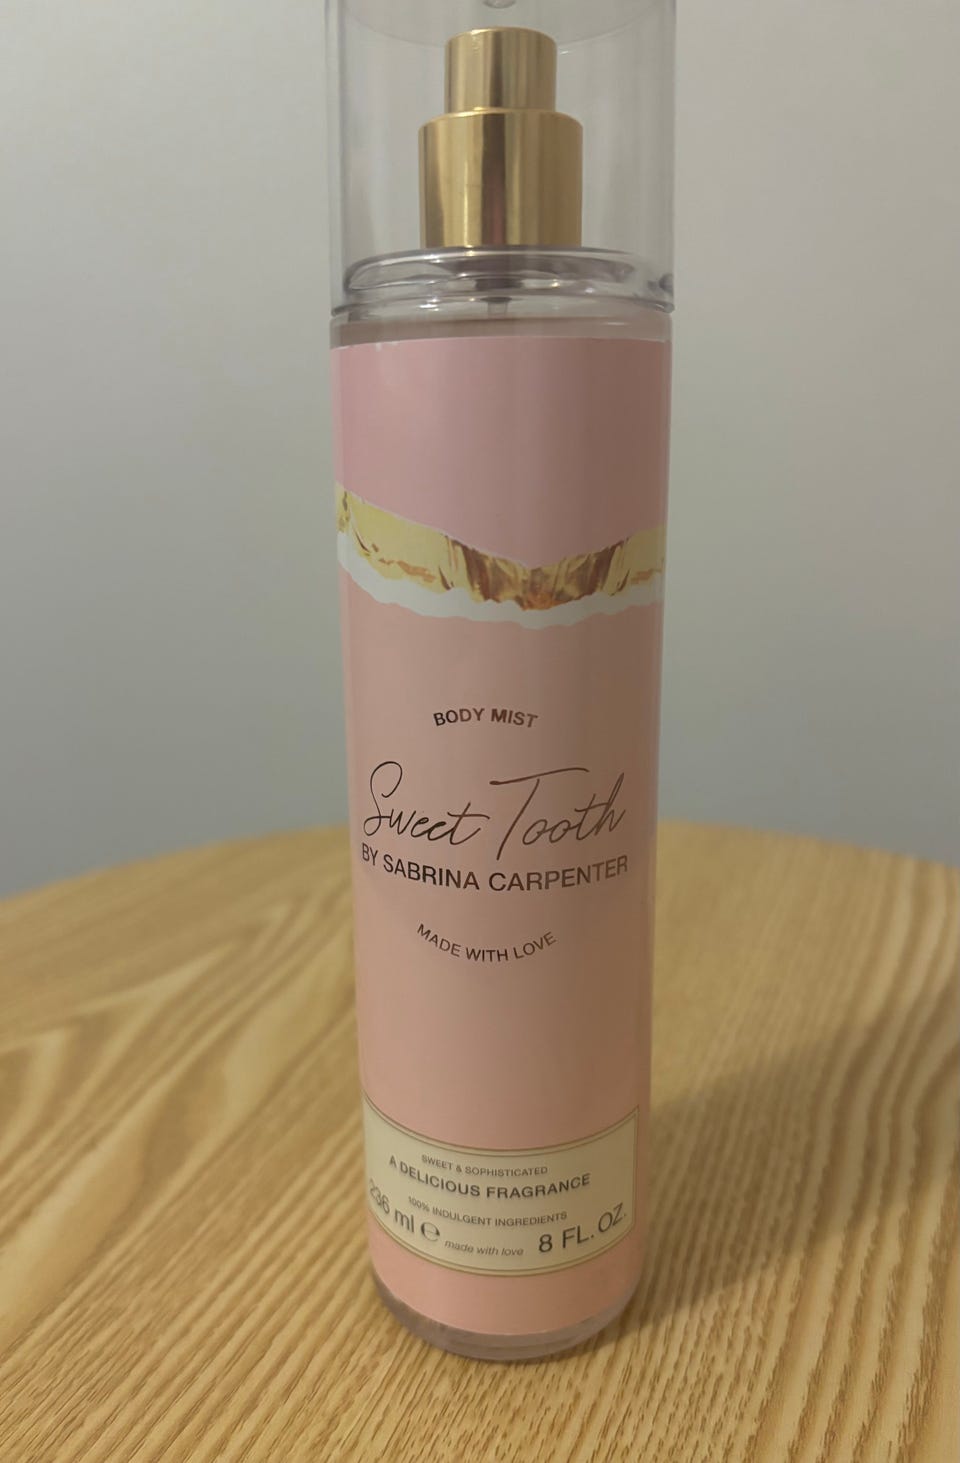 BODY MIST
Sweet Tooth
BY SABRINA CARPENTER
MADE WITH LOVE
SWEET & SOPHISTICATED
A DELICIOUS FRAGRANCE
100% INDULGENT INGREDIENTS
236 ml ℮ made with love 8 FL. OZ.